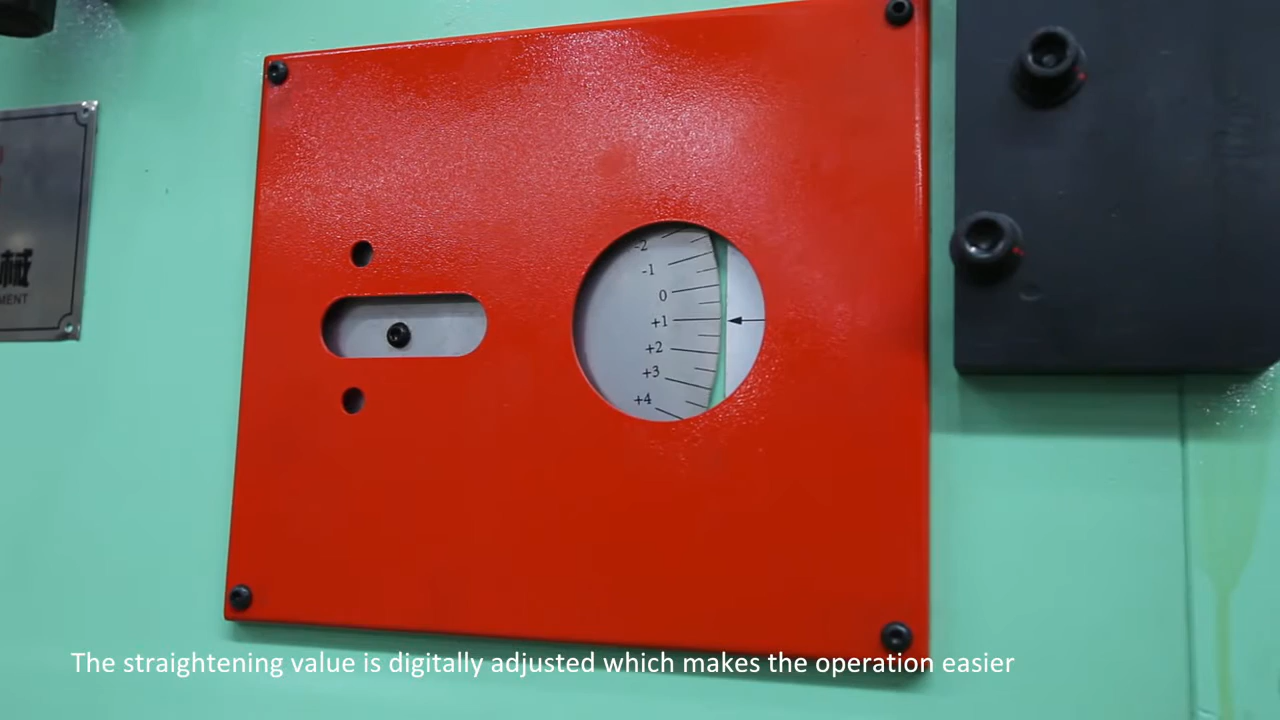 械
MENT
-2
-1
0
+1
+2
+3
+4
The straightening value is digitally adjusted which makes the operation easier